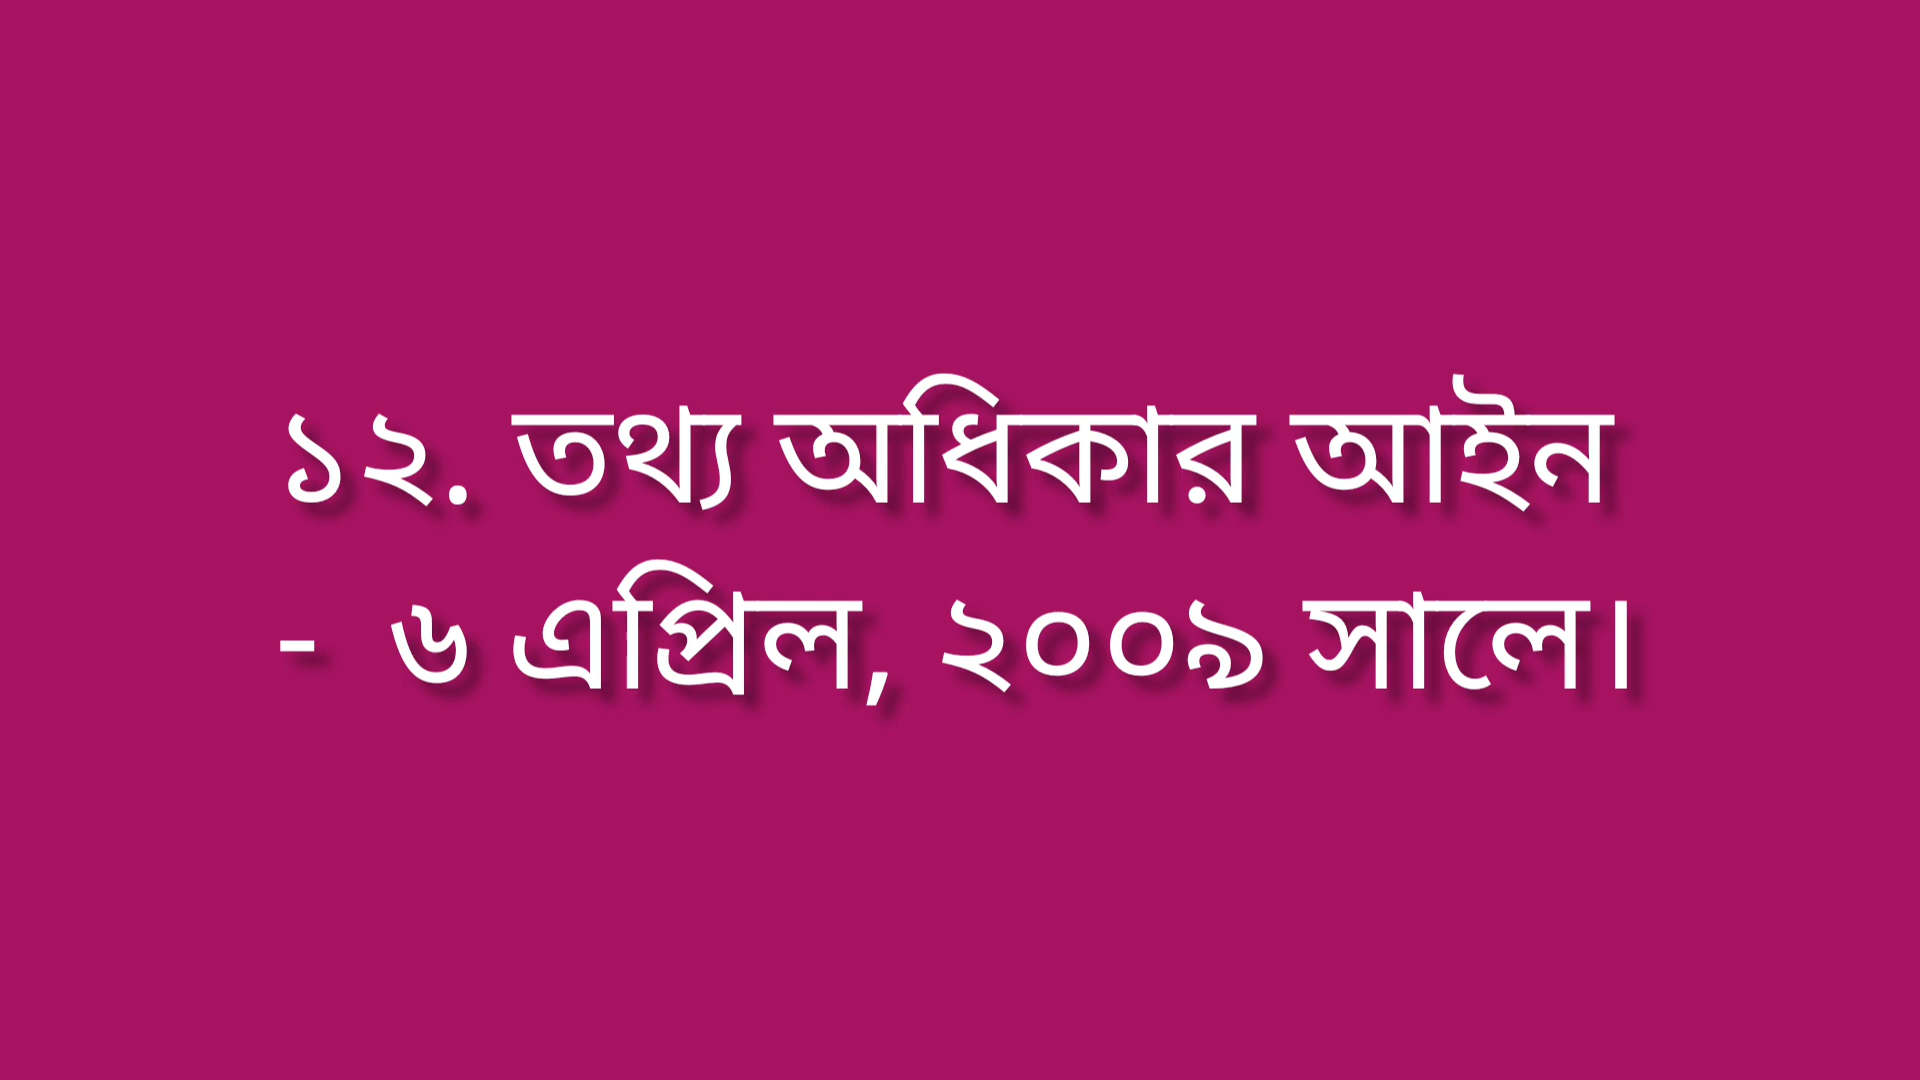 ১২. তথ্য অধিকার আইন
- ৬ এপ্রিল, ২০০৯ সালে।